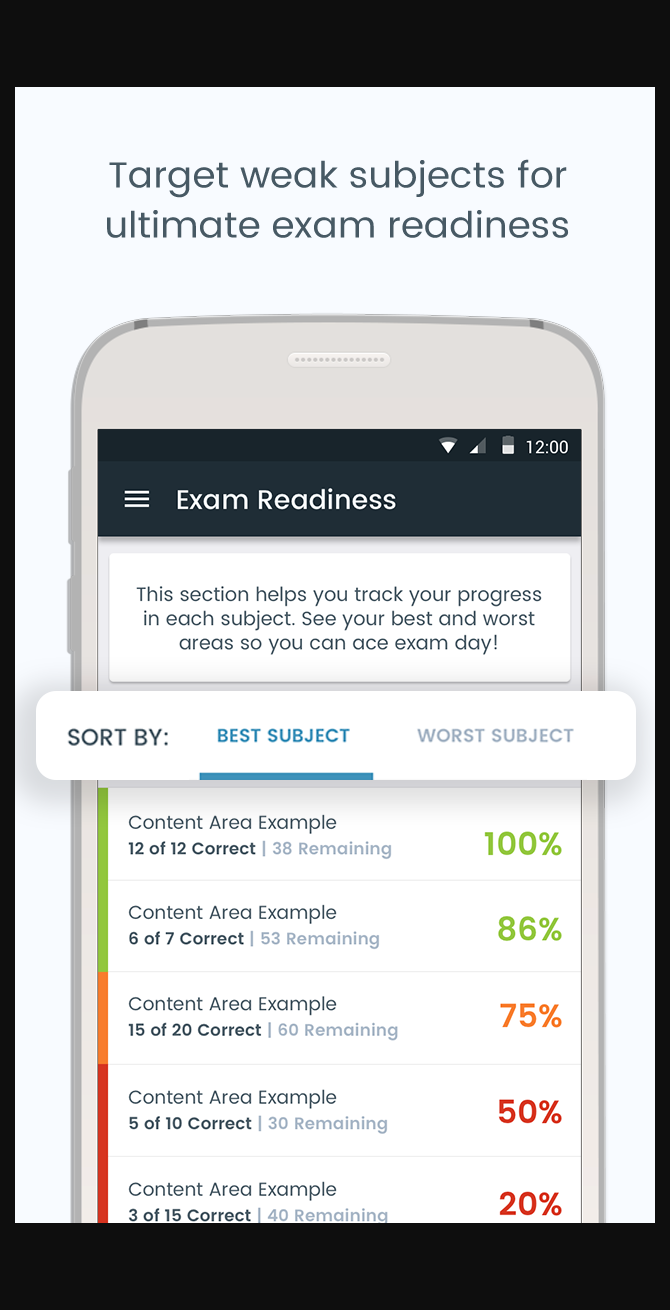 Target weak subjects for
ultimate exam readiness
12:00
Exam Readiness
This section helps you track your progress
in each subject. See your best and worst
areas so you can ace exam day!
SORT BY: BEST SUBJECT WORST SUBJECT
Content Area Example
12 of 12 Correct | 38 Remaining
100%
Content Area Example
6 of 7 Correct | 53 Remaining
86%
Content Area Example
15 of 20 Correct | 60 Remaining
75%
Content Area Example
5 of 10 Correct | 30 Remaining
50%
Content Area Example
3 of 15 Correct | 40 Remaining
20%